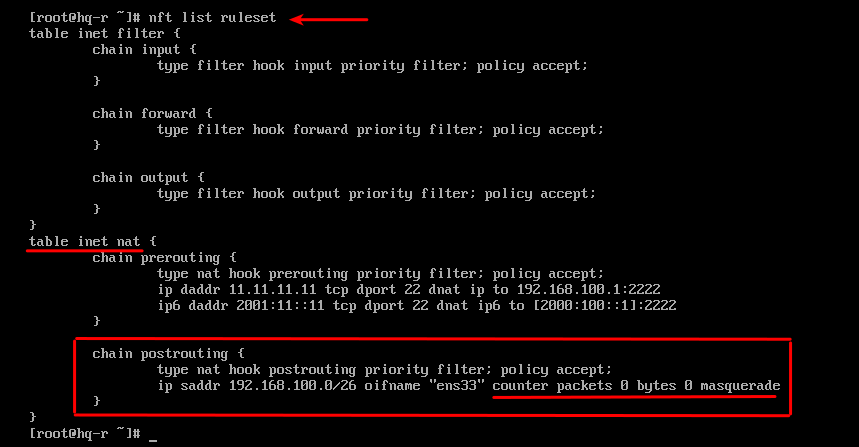 [root@hq-r ~]# nft list ruleset
table inet filter {
chain input {
type filter hook input priority filter; policy accept;
}
chain forward {
type filter hook forward priority filter; policy accept;
}
chain output {
type filter hook output priority filter; policy accept;
}
}
table inet nat {
chain prerouting {
type nat hook prerouting priority filter; policy accept;
ip daddr 11.11.11.11 tcp dport 22 dnat ip to 192.168.100.1:2222
ip6 daddr 2001:11::11 tcp dport 22 dnat ip6 to [2000:100::1]:2222
}
chain postrouting {
type nat hook postrouting priority filter; policy accept;
ip saddr 192.168.100.0/26 oifname "ens33" counter packets 0 bytes 0 masquerade
}
}
[root@hq-r ~]# _